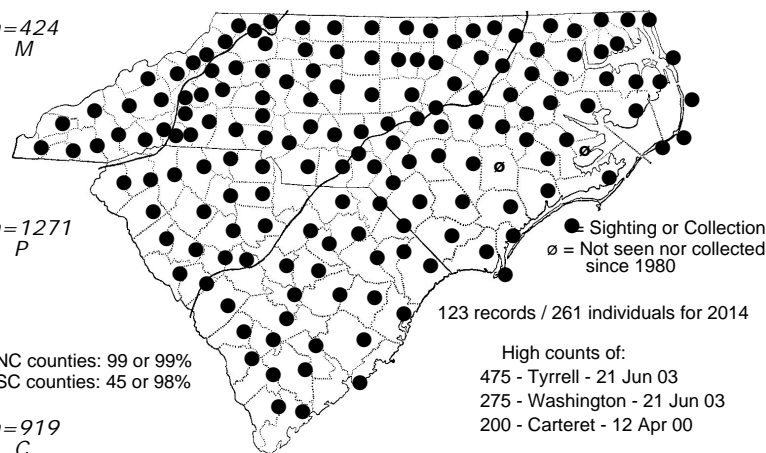 =424
M
=1271
P
= Sighting or Collection
ø = Not seen nor collected
since 1980
123 records / 261 individuals for 2014
NC counties: 99 or 99%
SC counties: 45 or 98%
High counts of:
475 - Tyrrell - 21 Jun 03
275 - Washington - 21 Jun 03
200 - Carteret - 12 Apr 00
=919
C
ø
ø